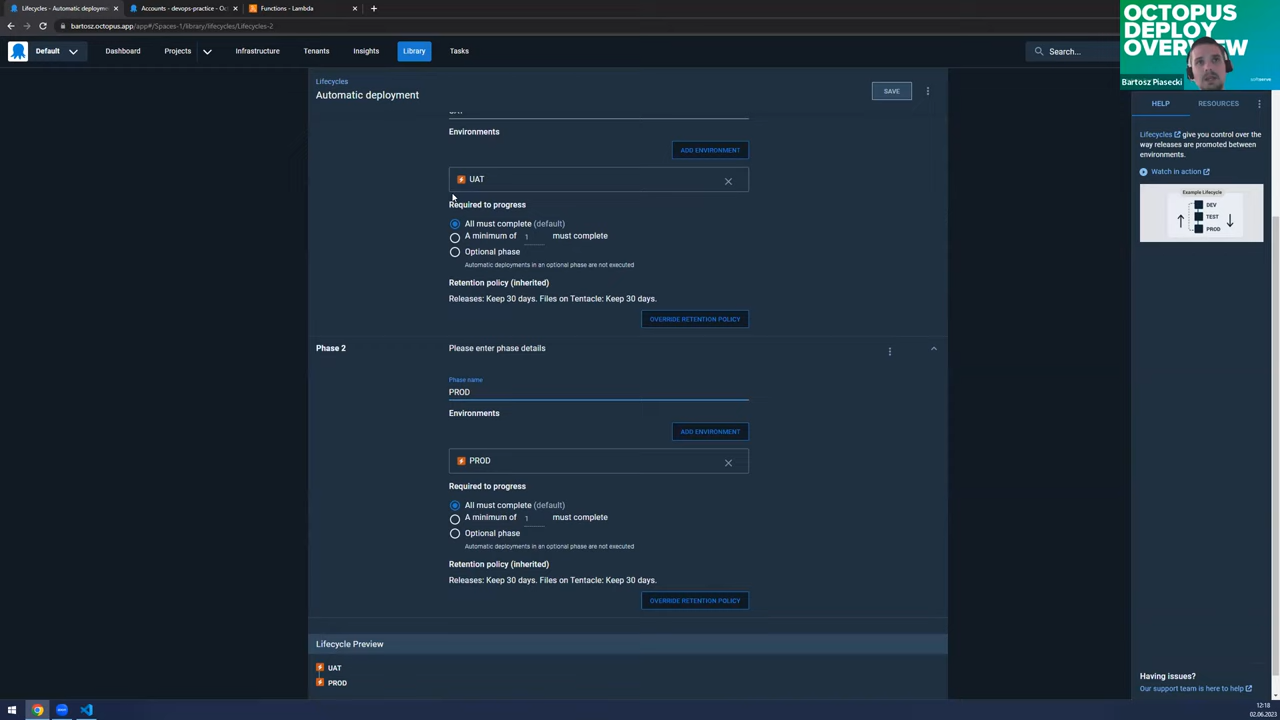 Lifecycles - Automatic deploymen
Accounts - devops-practice - Oc
Functions - Lambda
bartosz.octopus.app/app#/Spaces-1/library/lifecycles/Lifecycles-2
Default
Dashboard
Projects
Infrastructure
Tenants
Insights
Library
Tasks
Search...
OCTOPUS
DEPLOY
OVERVIEW
Bartosz Piasecki
softserve
Lifecycles
Automatic deployment
SAVE
HELP
RESOURCES
Lifecycles give you control over the
way releases are promoted between
environments.
Watch in action
Example Lifecycle
DEV
TEST
PROD
Environments
ADD ENVIRONMENT
UAT
Required to progress
All must complete (default)
A minimum of 1 must complete
Optional phase
Automatic deployments in an optional phase are not executed
Retention policy (inherited)
Releases: Keep 30 days. Files on Tentacle: Keep 30 days.
OVERRIDE RETENTION POLICY
Phase 2
Please enter phase details
Phase name
PROD
Environments
ADD ENVIRONMENT
PROD
Required to progress
All must complete (default)
A minimum of 1 must complete
Optional phase
Automatic deployments in an optional phase are not executed
Retention policy (inherited)
Releases: Keep 30 days. Files on Tentacle: Keep 30 days.
OVERRIDE RETENTION POLICY
Lifecycle Preview
UAT
PROD
Having issues?
Our support team is here to help
12:18
02.06.2023